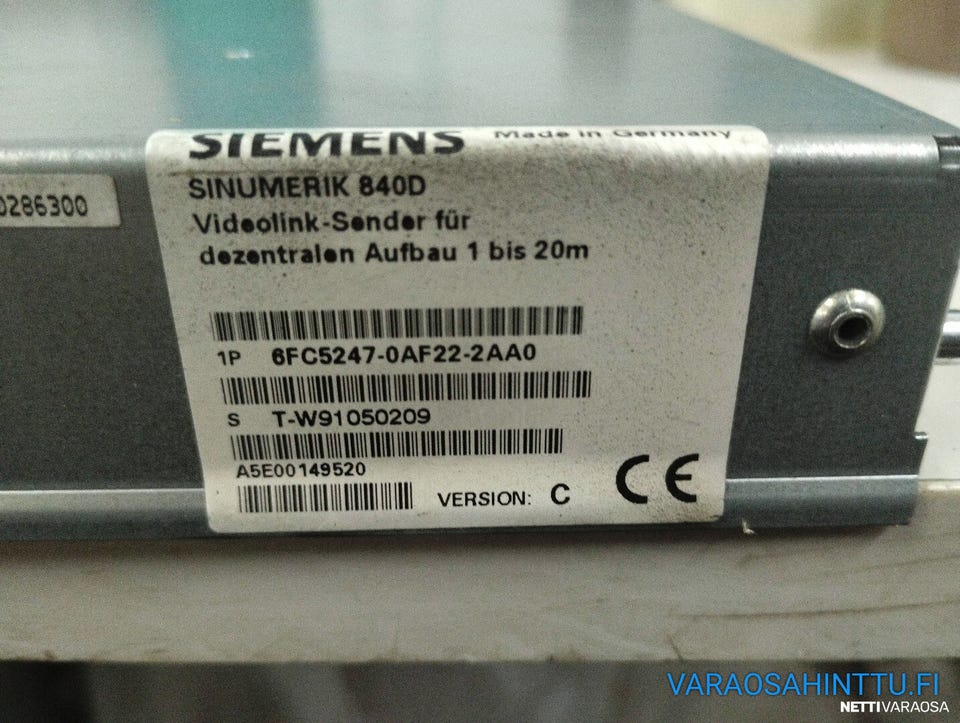 SIEMENS Made in Germany
SINUMERIK 840D
Videolink-Sender für
dezentralen Aufbau 1 bis 20m
0286300
1P 6FC5247-0AF22-2AA0
S T-W91050209
A5E00149520
VERSION: C
CE
VARAOSAHINTTU.FI
NETTIVARAOSA